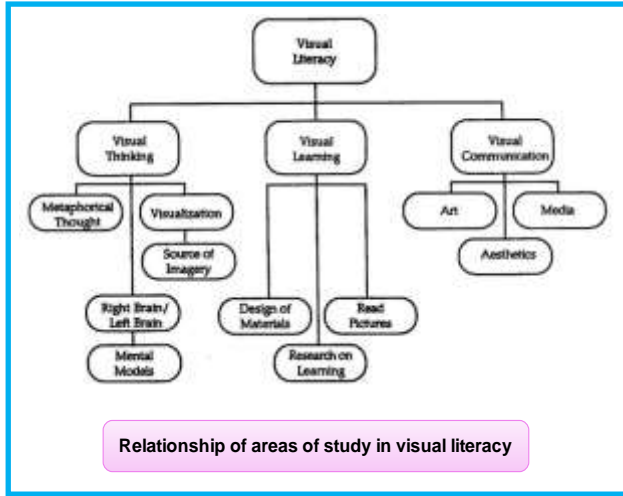 Visual
Literacy
Visual
Thinking
Visual
Learning
Visual
Communication
Metaphorical
Thought
Visualization
Source of
Imagery
Right Brain/
Left Brain
Mental
Models
Design of
Materials
Read
Pictures
Research on
Learning
Art
Media
Aesthetics
Relationship of areas of study in visual literacy